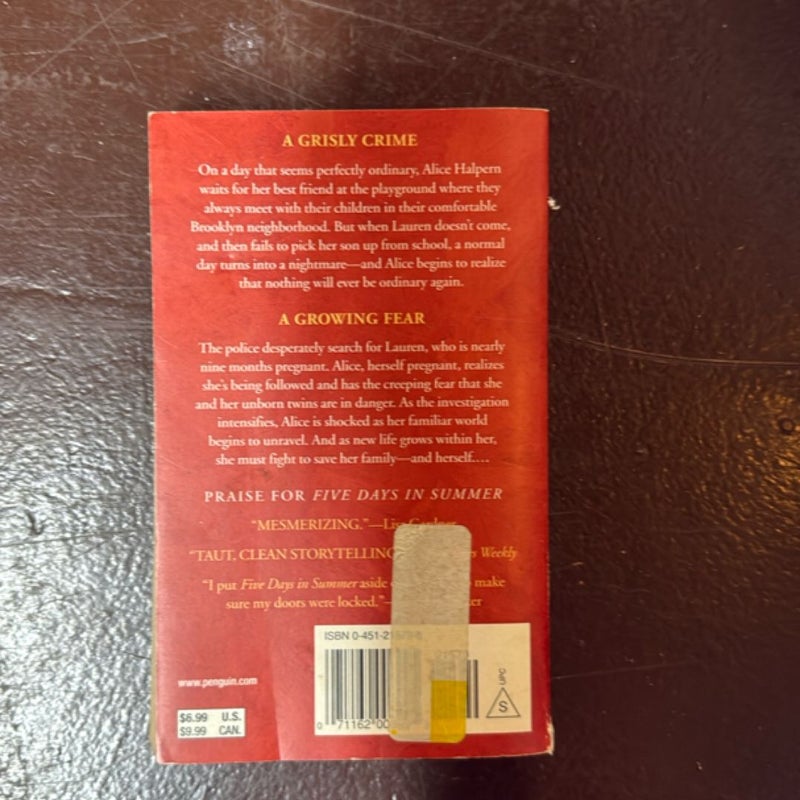 A GRISLY CRIME
On a day that seems perfectly ordinary, Alice Halpern
waits for her best friend at the playground where they
always meet with their children in their comfortable
Brooklyn neighborhood. But when Lauren doesn't come,
and then fails to pick her son up from school, a normal
day turns into a nightmare—and Alice begins to realize
that nothing will ever be ordinary again.
A GROWING FEAR
The police desperately search for Lauren, who is nearly
nine months pregnant. Alice, herself pregnant, realizes
she's being followed and has the creeping fear that she
and her unborn twins are in danger. As the investigation
intensifies, Alice is shocked as her familiar world
begins to unravel. And as new life grows within her,
she must fight to save her family—and herself....
PRAISE FOR FIVE DAYS IN SUMMER
"MESMERIZING."—Lisa Gardner
"TAUT, CLEAN STORYTELLING Weekly
"I put Five Days in Summer aside make
sure my doors were locked."—
ISBN 0-451-21
www.penguin.com
$6.99 U.S.
$9.99 CAN.
0 71162 00
UPC
S